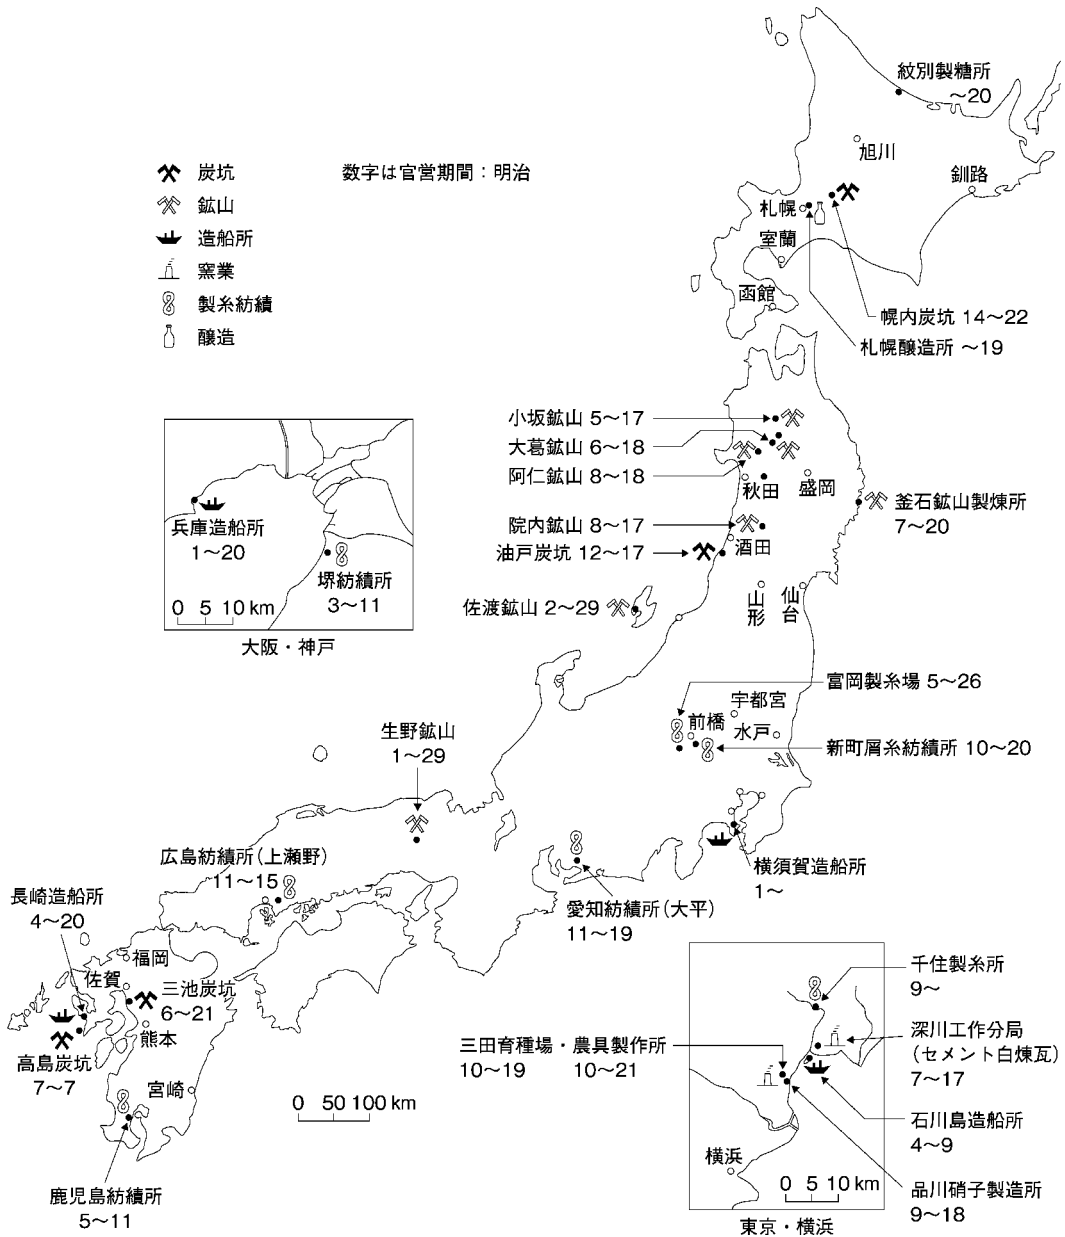 紋別製糖所
～20
旭川
釧路
札幌
室蘭
函館
幌内炭坑 14～22
札幌醸造所 ～19
炭坑
数字は官営期間：明治
鉱山
造船所
窯業
製糸紡績
醸造
小坂鉱山 5～17
大葛鉱山 6～18
阿仁鉱山 8～18
秋田
盛岡
釜石鉱山製煉所
7～20
院内鉱山 8～17
油戸炭坑 12～17
酒田
佐渡鉱山 2～29
山形
仙台
兵庫造船所
1～20
堺紡績所
3～11
0 5 10 km
大阪・神戸
富岡製糸場 5～26
宇都宮
前橋
水戸
新町屑糸紡績所 10～20
生野鉱山
1～29
横須賀造船所
1～
広島紡績所(上瀬野)
11～15
愛知紡績所(大平)
11～19
長崎造船所
4～20
福岡
佐賀
三池炭坑
6～21
熊本
高島炭坑
7～7
宮崎
鹿児島紡績所
5～11
0 50 100 km
千住製糸所
9～
深川工作分局
(セメント白煉瓦)
7～17
三田育種場・農具製作所
10～19 10～21
石川島造船所
4～9
横浜
品川硝子製造所
9～18
0 5 10 km
東京・横浜